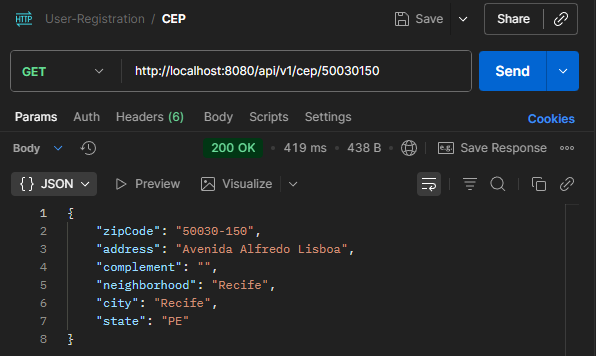 HTTP User-Registration / CEP Save Share
GET http://localhost:8080/api/v1/cep/50030150 Send
Params Auth Headers (6) Body Scripts Settings Cookies
Body 200 OK • 419 ms • 438 B e.g. Save Response
{} JSON Preview Visualize
1 {
2 "zipCode": "50030-150",
3 "address": "Avenida Alfredo Lisboa",
4 "complement": "",
5 "neighborhood": "Recife",
6 "city": "Recife",
7 "state": "PE"
8 }